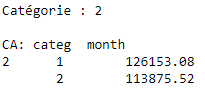 Catégorie : 2
CA: categ month
2 1 126153.08
2 113875.52